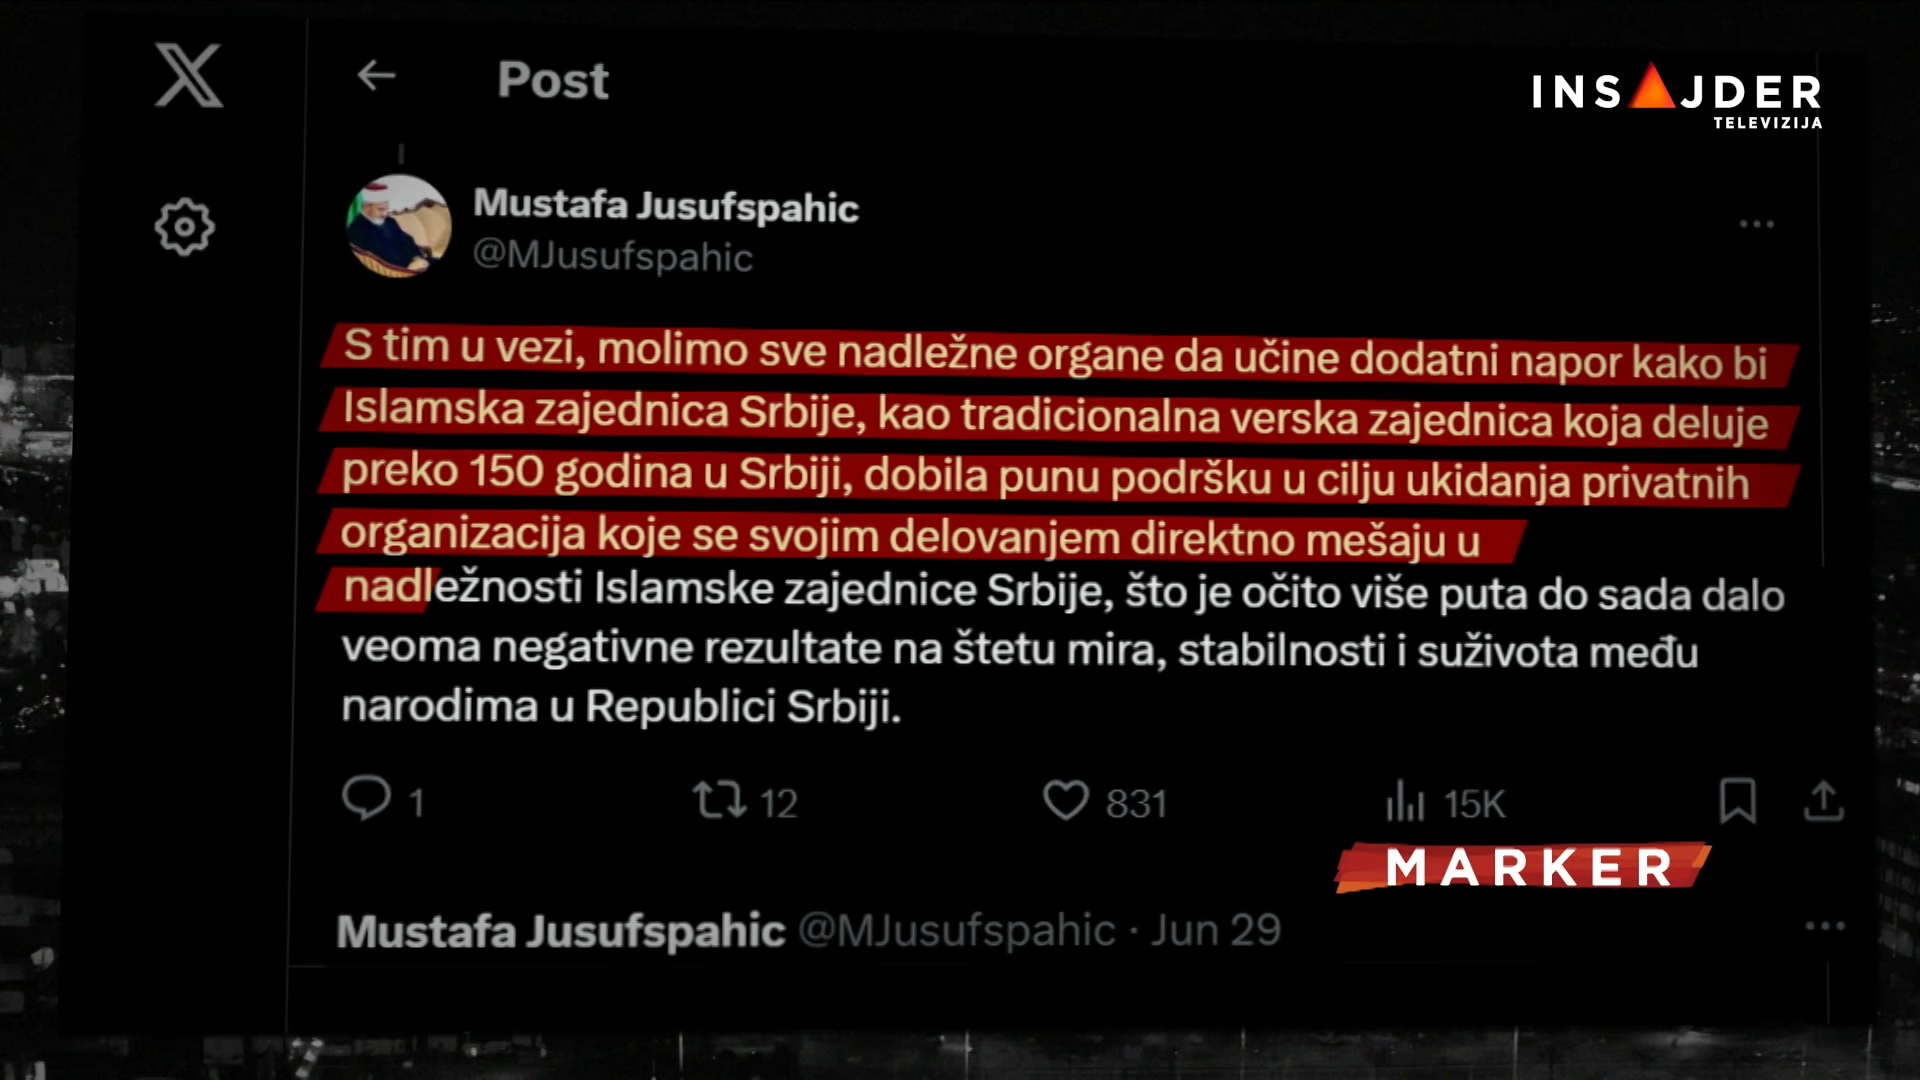 Post
INSAJDER
TELEVIZIJA
Mustafa Jusufspahic
@MJusufspahic
S tim u vezi, molimo sve nadležne organe da učine dodatni napor kako bi
Islamska zajednica Srbije, kao tradicionalna verska zajednica koja deluje
preko 150 godina u Srbiji, dobila punu podršku u cilju ukidanja privatnih
organizacija koje se svojim delovanjem direktno mešaju u
nadležnosti Islamske zajednice Srbije, što je očito više puta do sada dalo
veoma negativne rezultate na štetu mira, stabilnosti i suživota među
narodima u Republici Srbiji.
1 12 831 15K
MARKER
Mustafa Jusufspahic @MJusufspahic · Jun 29